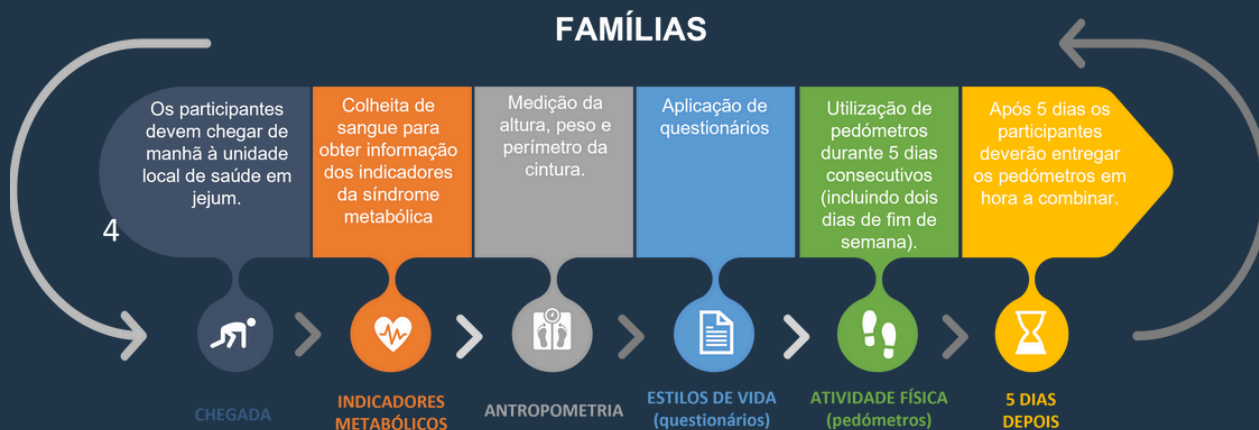 FAMÍLIAS
Os participantes
devem chegar de
manhã à unidade
local de saúde em
jejum.
4
Colheita de
sangue para
obter informação
dos indicadores
da síndrome
metabólica
Medição da
altura, peso e
perímetro da
cintura.
Aplicação de
questionários
Utilização de
pedómetros
durante 5 dias
consecutivos
(incluindo dois
dias de fim de
semana).
Após 5 dias os
participantes
deverão entregar
os pedómetros em
hora a combinar.
CHEGADA
INDICADORES
METABÓLICOS
ANTROPOMETRIA
ESTILOS DE VIDA
(questionários)
ATIVIDADE FÍSICA
(pedómetros)
5 DIAS
DEPOIS